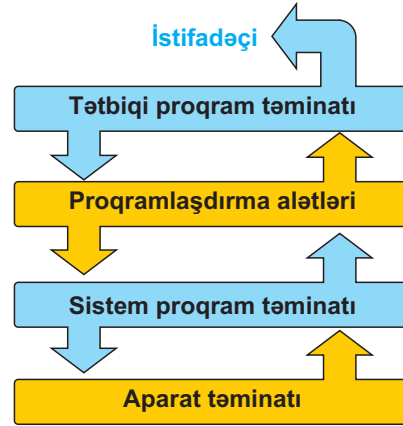 İstifadəçi
Tətbiqi proqram təminatı
Proqramlaşdırma alətləri
Sistem proqram təminatı
Aparat təminatı